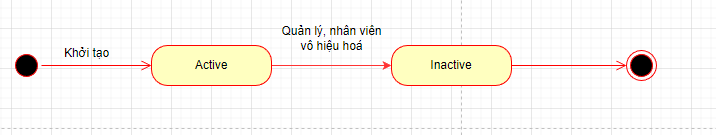 Khởi tạo
Active
Quản lý, nhân viên
vô hiệu hoá
Inactive